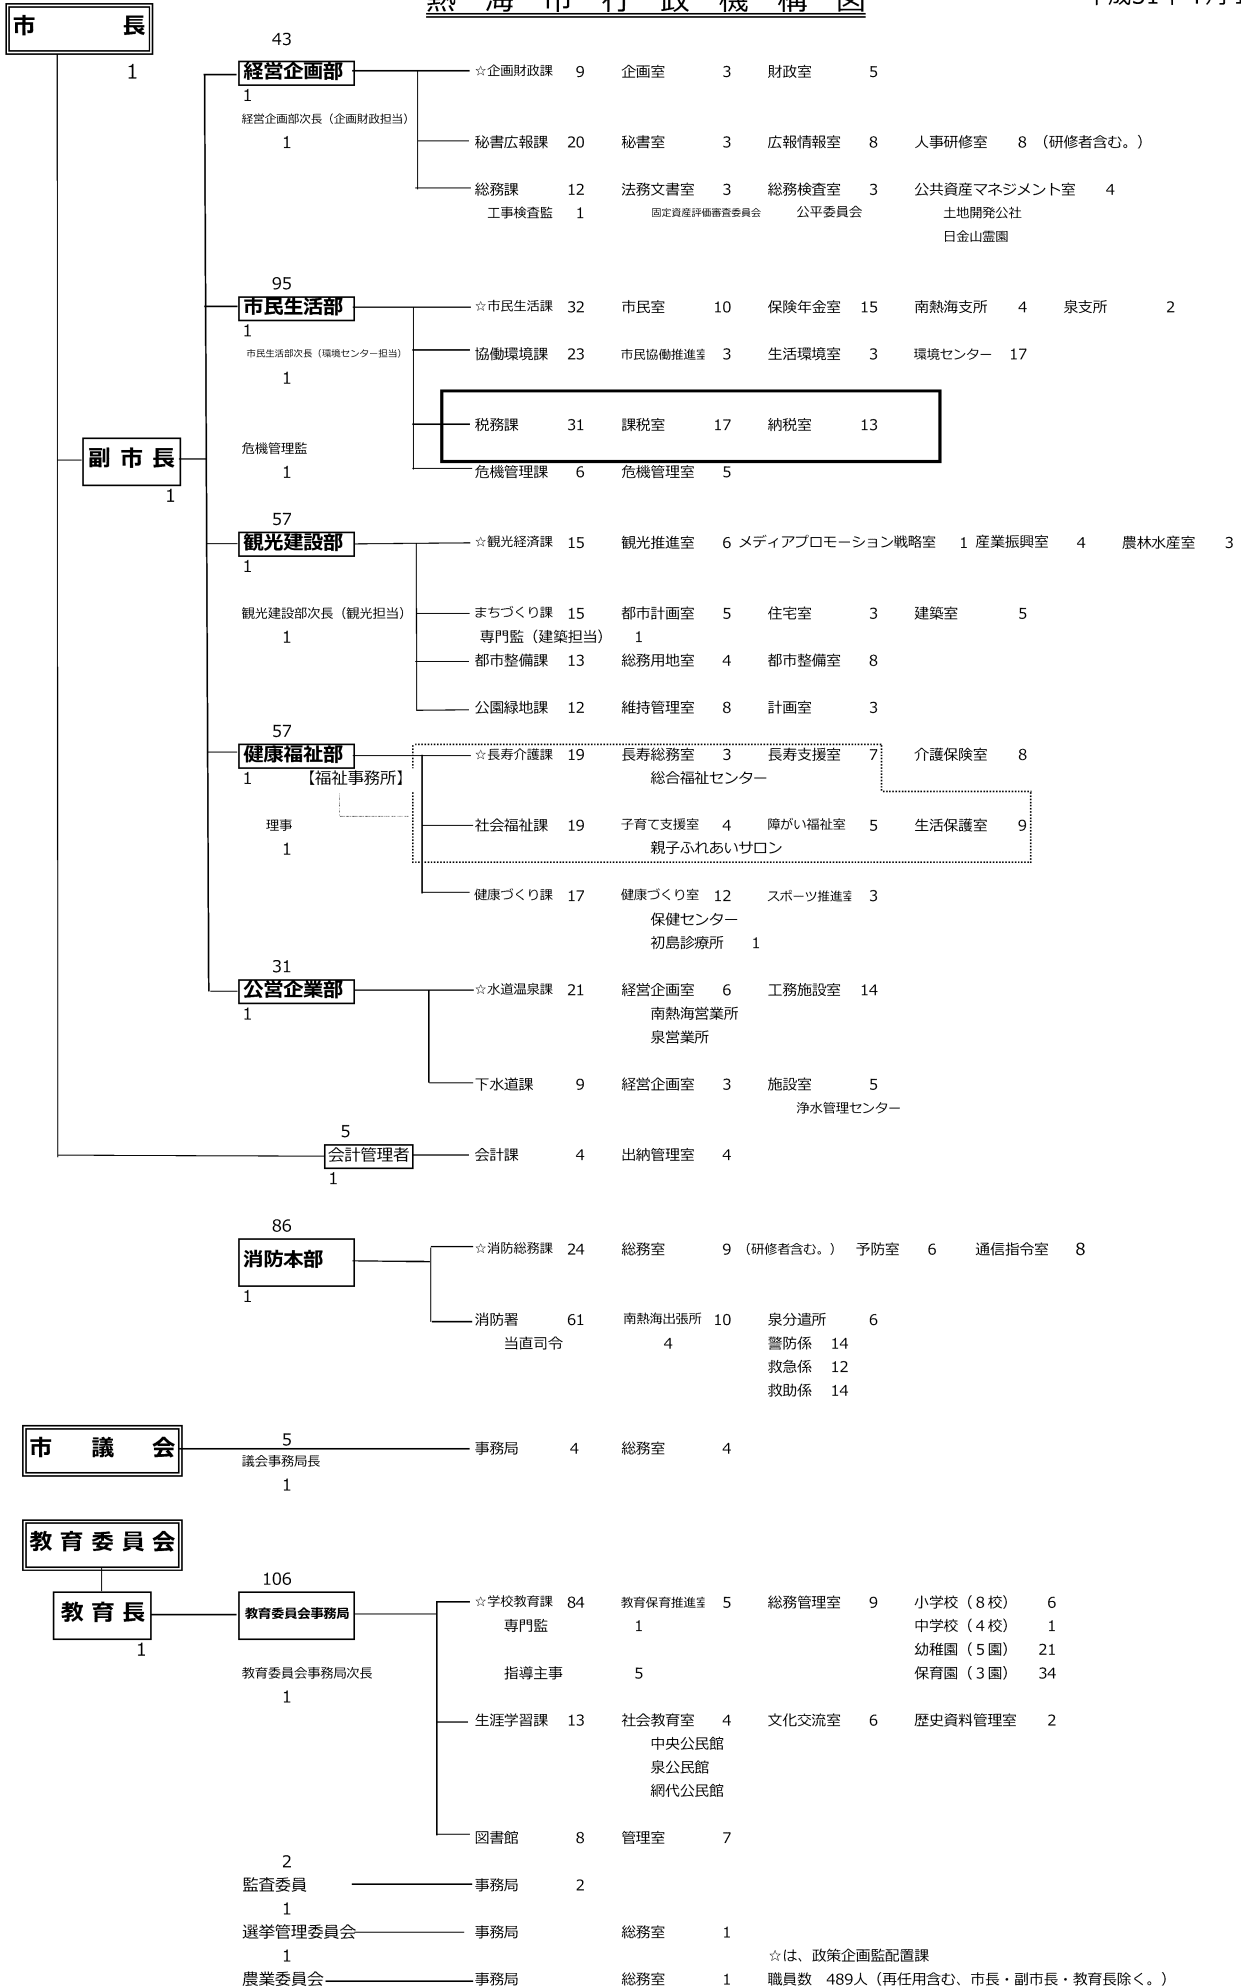 熱海市行政機構図
市長
1
43
経営企画部 ☆企画財政課 9 企画室 3 財政室 5
1
経営企画部次長（企画財政担当）
1 秘書広報課 20 秘書室 3 広報情報室 8 人事研修室 8 （研修者含む。）
総務課 12 法務文書室 3 総務検査室 3 公共資産マネジメント室 4
工事検査監 1 固定資産評価審査委員会 公平委員会 土地開発公社
日金山霊園
95
市民生活部 ☆市民生活課 32 市民室 10 保険年金室 15 南熱海支所 4 泉支所 2
1
市民生活部次長（環境センター担当） 協働環境課 23 市民協働推進室 3 生活環境室 3 環境センター 17
1
税務課 31 課税室 17 納税室 13
危機管理監
副市長
1 危機管理課 6 危機管理室 5
1
57
観光建設部 ☆観光経済課 15 観光推進室 6 メディアプロモーション戦略室 1 産業振興室 4 農林水産室 3
1
観光建設部次長（観光担当） まちづくり課 15 都市計画室 5 住宅室 3 建築室 5
1 専門監（建築担当） 1
都市整備課 13 総務用地室 4 都市整備室 8
公園緑地課 12 維持管理室 8 計画室 3
57
健康福祉部 ☆長寿介護課 19 長寿総務室 3 長寿支援室 7 介護保険室 8
1 【福祉事務所】 総合福祉センター
理事 社会福祉課 19 子育て支援室 4 障がい福祉室 5 生活保護室 9
1 親子ふれあいサロン
健康づくり課 17 健康づくり室 12 スポーツ推進室 3
保健センター
初島診療所 1
31
公営企業部 ☆水道温泉課 21 経営企画室 6 工務施設室 14
1 南熱海営業所
泉営業所
下水道課 9 経営企画室 3 施設室 5
浄水管理センター
5
会計管理者 会計課 4 出納管理室 4
1
86
消防本部 ☆消防総務課 24 総務室 9 （研修者含む。） 予防室 6 通信指令室 8
1
消防署 61 南熱海出張所 10 泉分遣所 6
当直司令 4 警防係 14
救急係 12
救助係 14
市議会 5 事務局 4 総務室 4
議会事務局長
1
教育委員会
106
教育長 教育委員会事務局 ☆学校教育課 84 教育保育推進室 5 総務管理室 9 小学校（８校） 6
専門監 1 中学校（４校） 1
1 幼稚園（５園） 21
教育委員会事務局次長 指導主事 5 保育園（３園） 34
1
生涯学習課 13 社会教育室 4 文化交流室 6 歴史資料管理室 2
中央公民館
泉公民館
網代公民館
図書館 8 管理室 7
2
監査委員 事務局 2
1
選挙管理委員会 事務局 総務室 1
1 ☆は、政策企画監配置課
農業委員会 事務局 総務室 1 職員数 489人（再任用含む、市長・副市長・教育長除く。）